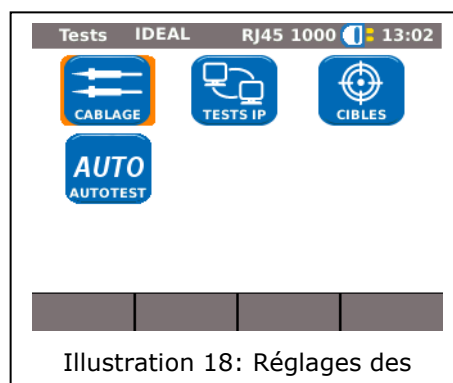 Tests IDEAL RJ45 1000 13:02
CABLAGE TESTS IP CIBLES
AUTO
AUTOTEST
Illustration 18: Réglages des